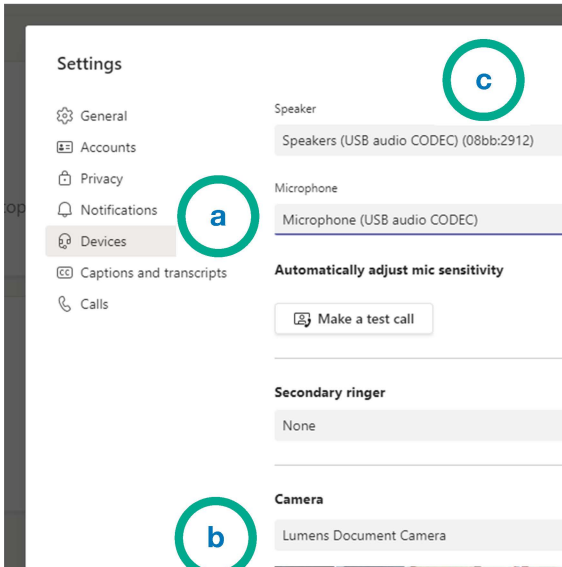 Settings
General
Accounts
Privacy
Notifications
Devices
CC Captions and transcripts
Calls
a
b
c
Speaker
Speakers (USB audio CODEC) (08bb:2912)
Microphone
Microphone (USB audio CODEC)
Automatically adjust mic sensitivity
Make a test call
Secondary ringer
None
Camera
Lumens Document Camera